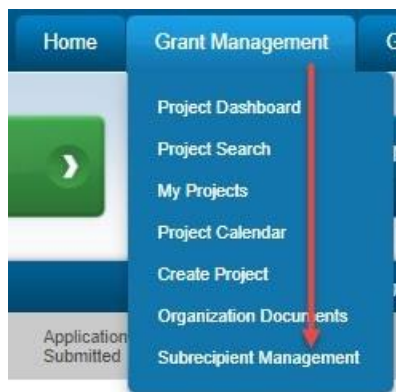 Home
Grant Management
Project Dashboard
Project Search
My Projects
Project Calendar
Create Project
Organization Documents
Subrecipient Management
Application
Submitted